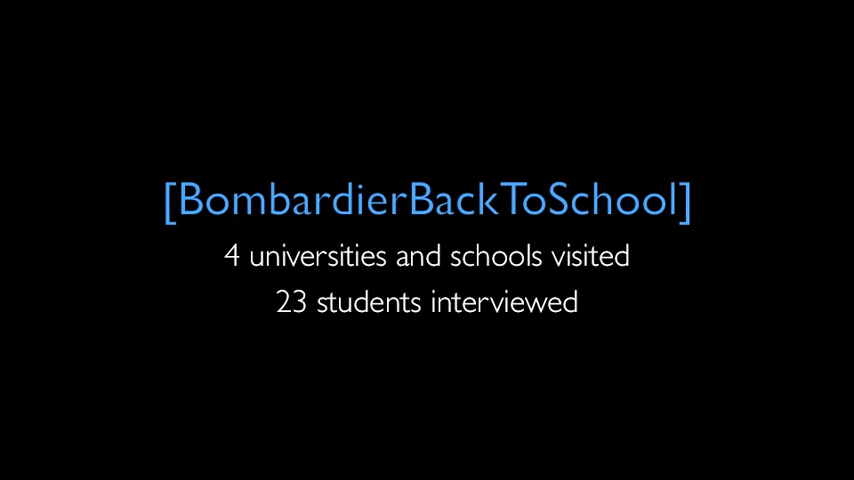 [BombardierBackToSchool]
4 universities and schools visited
23 students interviewed